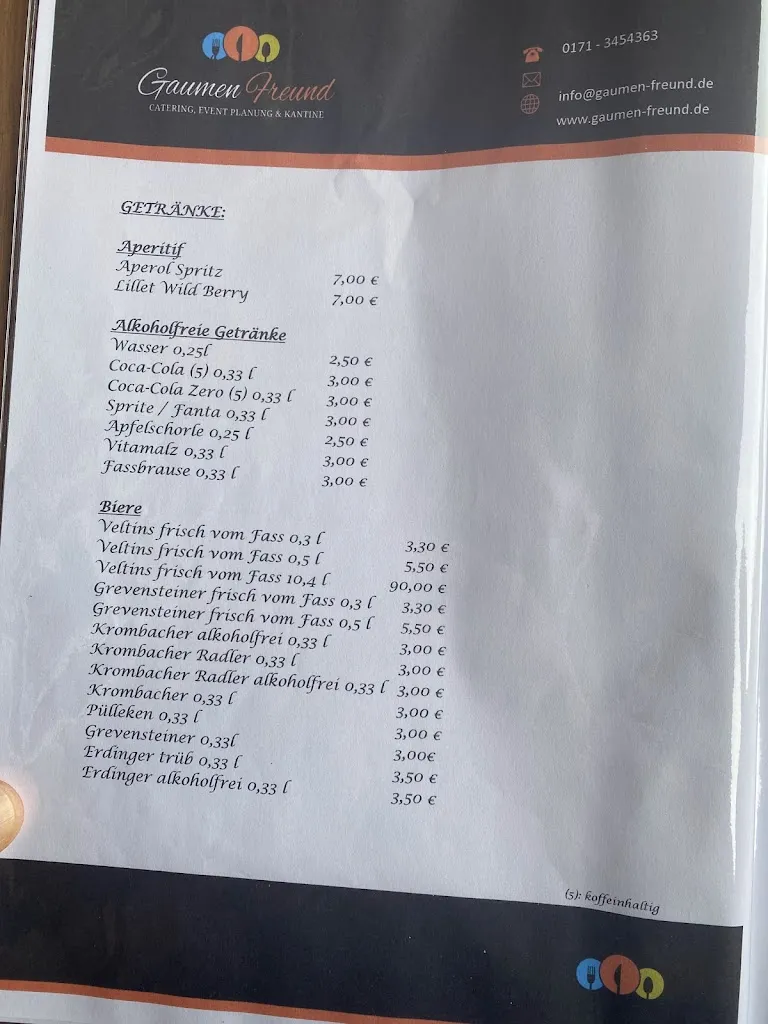 Gaumen Freund
CATERING, EVENT PLANUNG & KANTINE
0171 - 3454363
info@gaumen-freund.de
www.gaumen-freund.de
GETRÄNKE:
Aperitif
Aperol Spritz 7,00 €
Lillet Wild Berry 7,00 €
Alkoholfreie Getränke
Wasser 0,25l 2,50 €
Coca-Cola (5) 0,33 l 3,00 €
Coca-Cola Zero (5) 0,33 l 3,00 €
Sprite / Fanta 0,33 l 3,00 €
Apfelschorle 0,25 l 2,50 €
Vitamalz 0,33 l 3,00 €
Fassbrause 0,33 l 3,00 €
Biere
Veltins frisch vom Fass 0,3 l 3,30 €
Veltins frisch vom Fass 0,5 l 5,50 €
Veltins frisch vom Fass 10,4 l 90,00 €
Grevensteiner frisch vom Fass 0,3 l 3,30 €
Grevensteiner frisch vom Fass 0,5 l 5,50 €
Krombacher alkoholfrei 0,33 l 3,00 €
Krombacher Radler 0,33 l 3,00 €
Krombacher Radler alkoholfrei 0,33 l 3,00 €
Krombacher 0,33 l 3,00 €
Pülleken 0,33 l 3,00 €
Grevensteiner 0,33l 3,00€
Erdinger trüb 0,33 l 3,50 €
Erdinger alkoholfrei 0,33 l 3,50 €
(5): koffeinhaltig